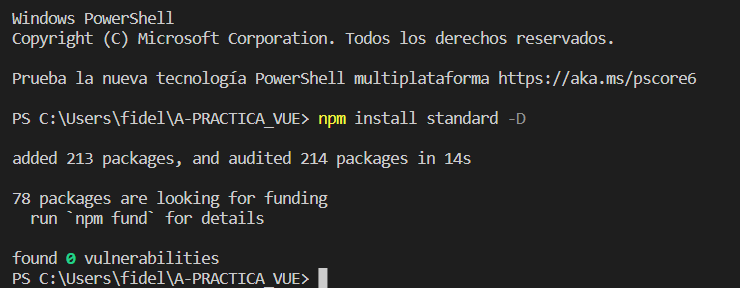 Windows PowerShell
Copyright (C) Microsoft Corporation. Todos los derechos reservados.
Prueba la nueva tecnología PowerShell multiplataforma https://aka.ms/pscore6
PS C:\Users\fidel\A-PRACTICA_VUE> npm install standard -D
added 213 packages, and audited 214 packages in 14s
78 packages are looking for funding
  run `npm fund` for details
found 0 vulnerabilities
PS C:\Users\fidel\A-PRACTICA_VUE>